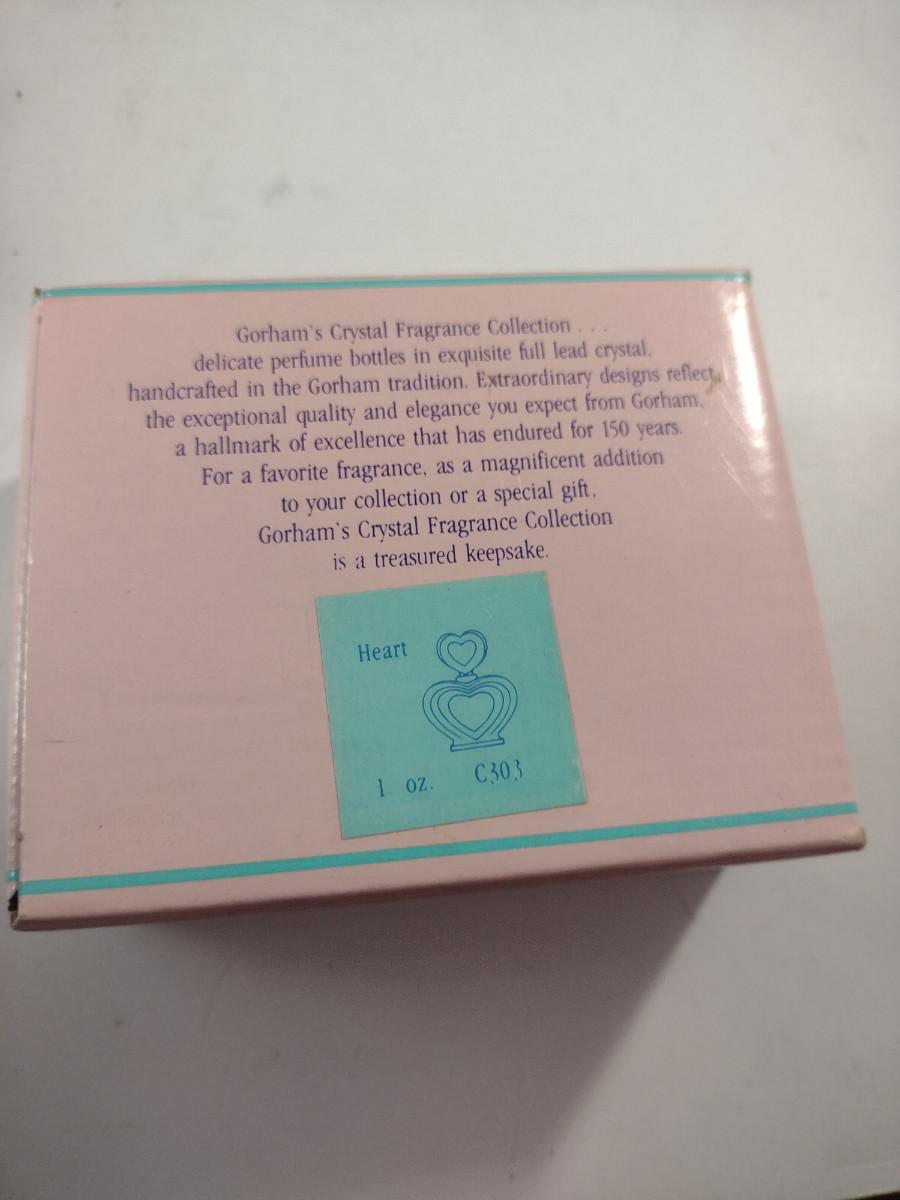 Gorham's Crystal Fragrance Collection . . .
delicate perfume bottles in exquisite full lead crystal,
handcrafted in the Gorham tradition. Extraordinary designs reflect
the exceptional quality and elegance you expect from Gorham,
a hallmark of excellence that has endured for 150 years.
For a favorite fragrance, as a magnificent addition
to your collection or a special gift,
Gorham's Crystal Fragrance Collection
is a treasured keepsake.
Heart
1 oz. C303